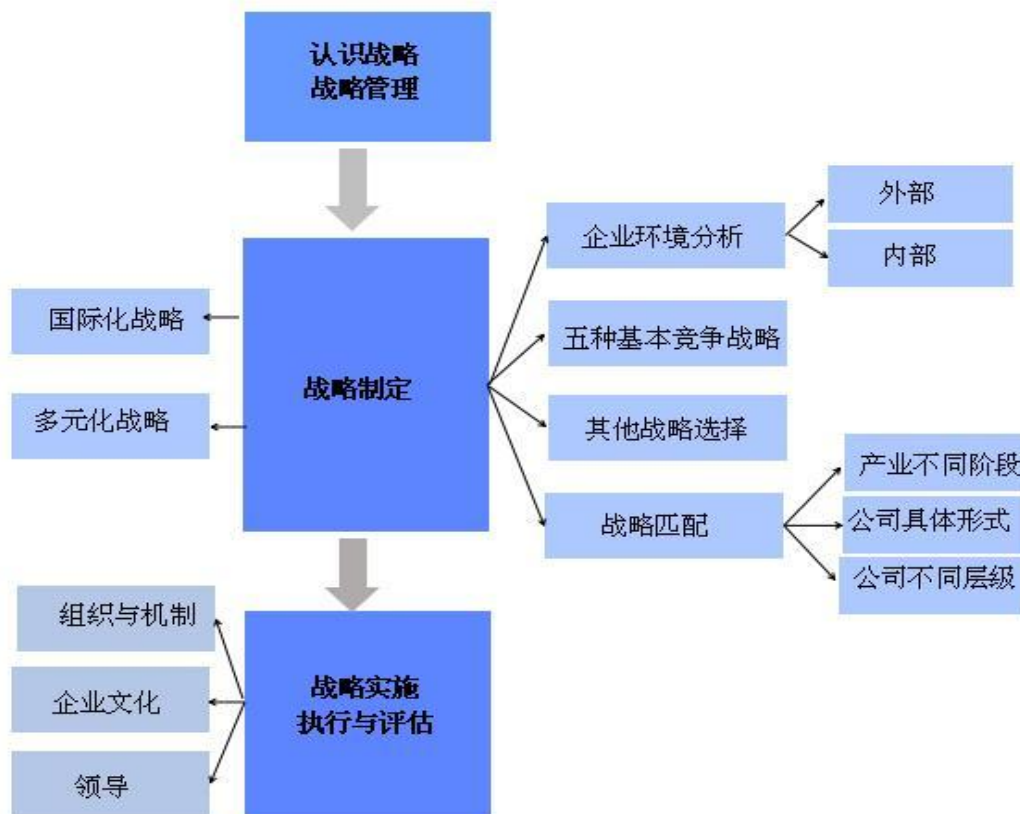 认识战略
战略管理
外部
企业环境分析
内部
国际化战略
五种基本竞争战略
战略制定
多元化战略
其他战略选择
产业不同阶段
战略匹配
公司具体形式
公司不同层级
组织与机制
战略实施
执行与评估
企业文化
领导